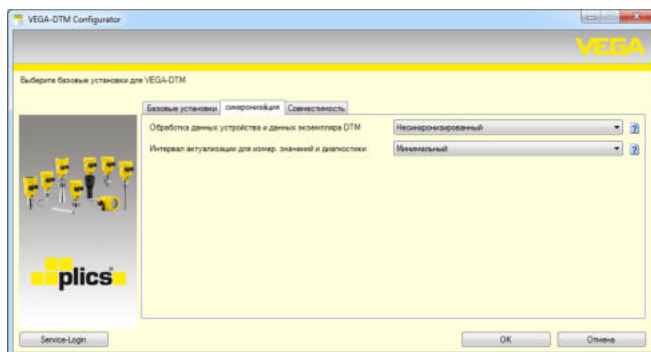 VEGA-DTM Configurator
VEGA
Выберите базовые установки для VEGA-DTM
Базовые установки синхронизация Совместимость
Обработка данных устройства и данных экземпляра DTM Несинхронизированный
Интервал актуализации для измер. значений и диагностики Минимальный
plics
Service-Login OK Отмена